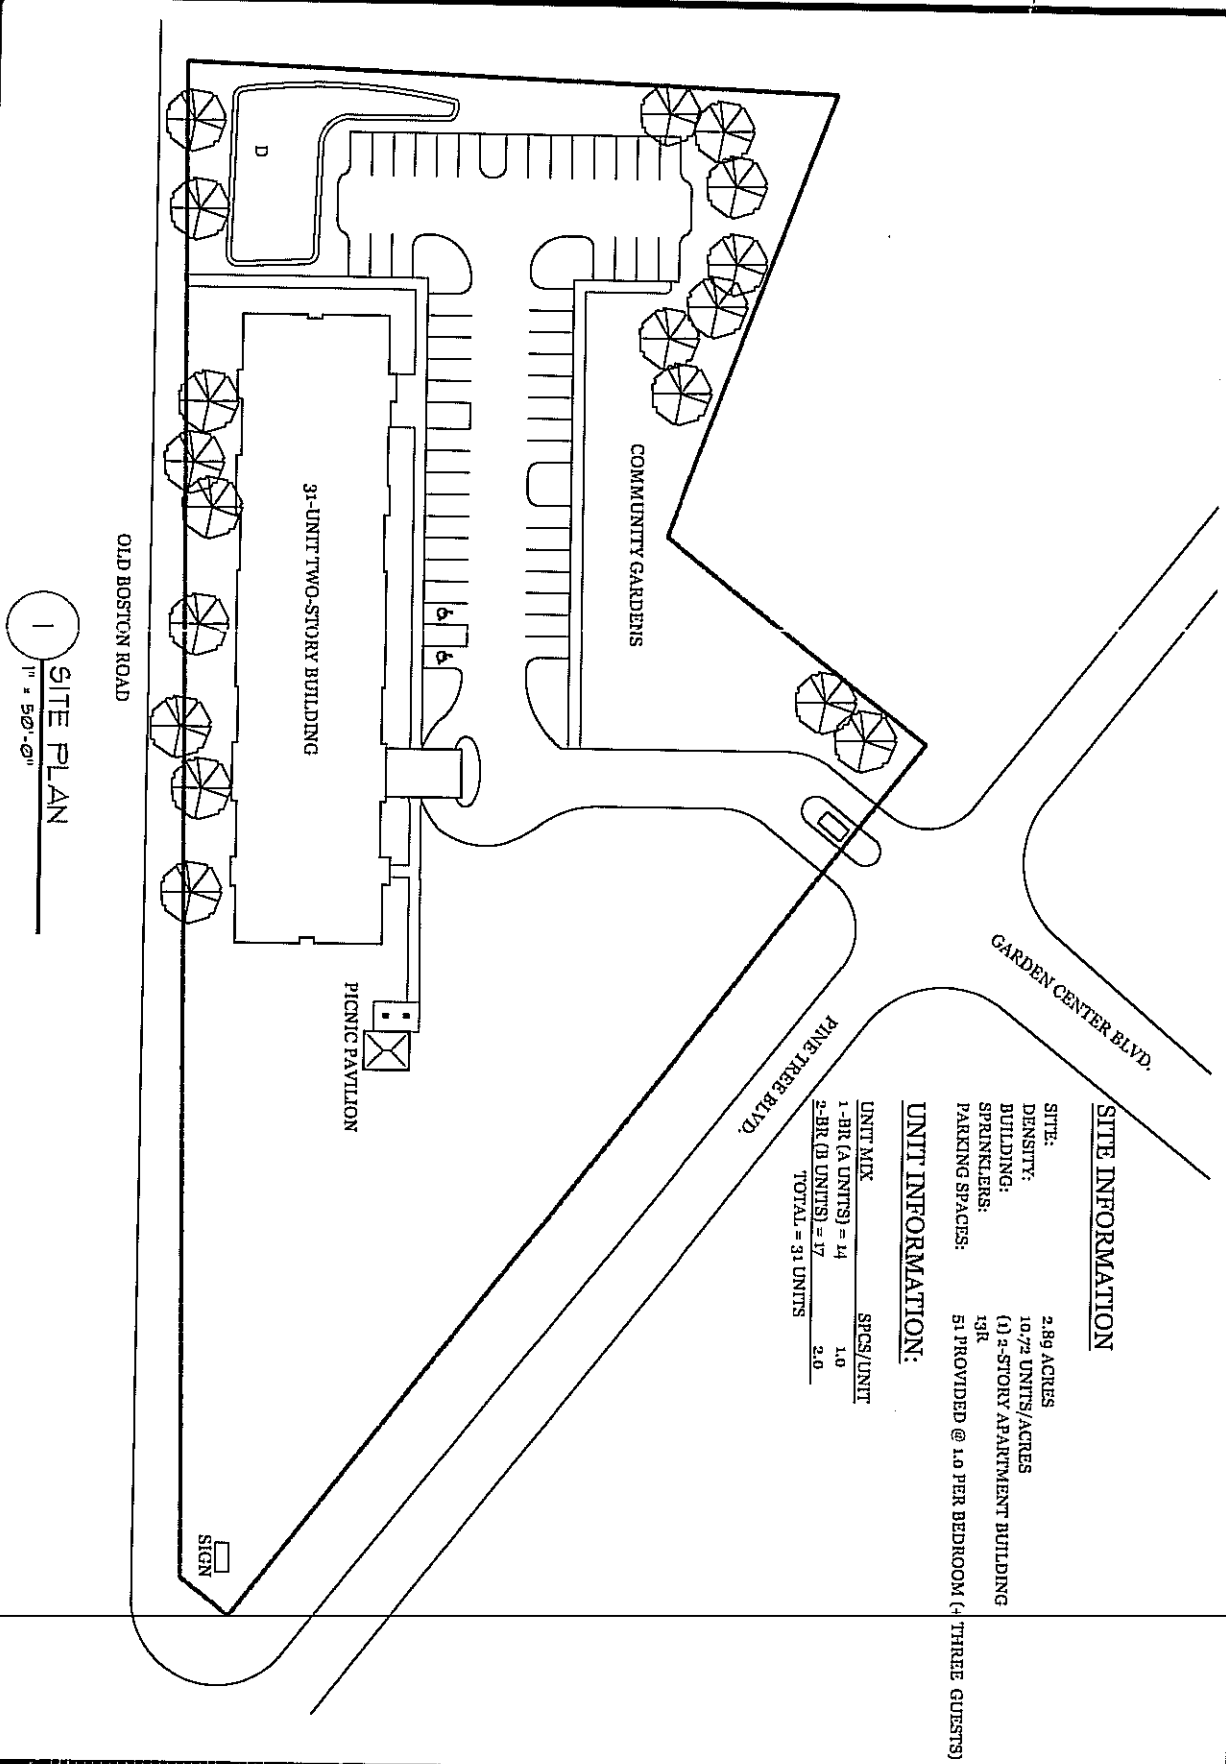 SITE INFORMATION
SITE: 2.89 ACRES
DENSITY: 10.72 UNITS/ACRES
BUILDING: (1) 2-STORY APARTMENT BUILDING
SPRINKLERS: 13R
PARKING SPACES: 51 PROVIDED @ 1.0 PER BEDROOM (+ THREE GUESTS)
UNIT INFORMATION:
UNIT MIX SPCS/UNIT
1-BR (A UNITS) = 14 1.0
2-BR (B UNITS) = 17 2.0
TOTAL = 31 UNITS
GARDEN CENTER BLVD.
PINE TREE BLVD.
COMMUNITY GARDENS
PICNIC PAVILION
31-UNIT TWO-STORY BUILDING
D
SIGN
OLD BOSTON ROAD
1 SITE PLAN
1" = 50'-0"